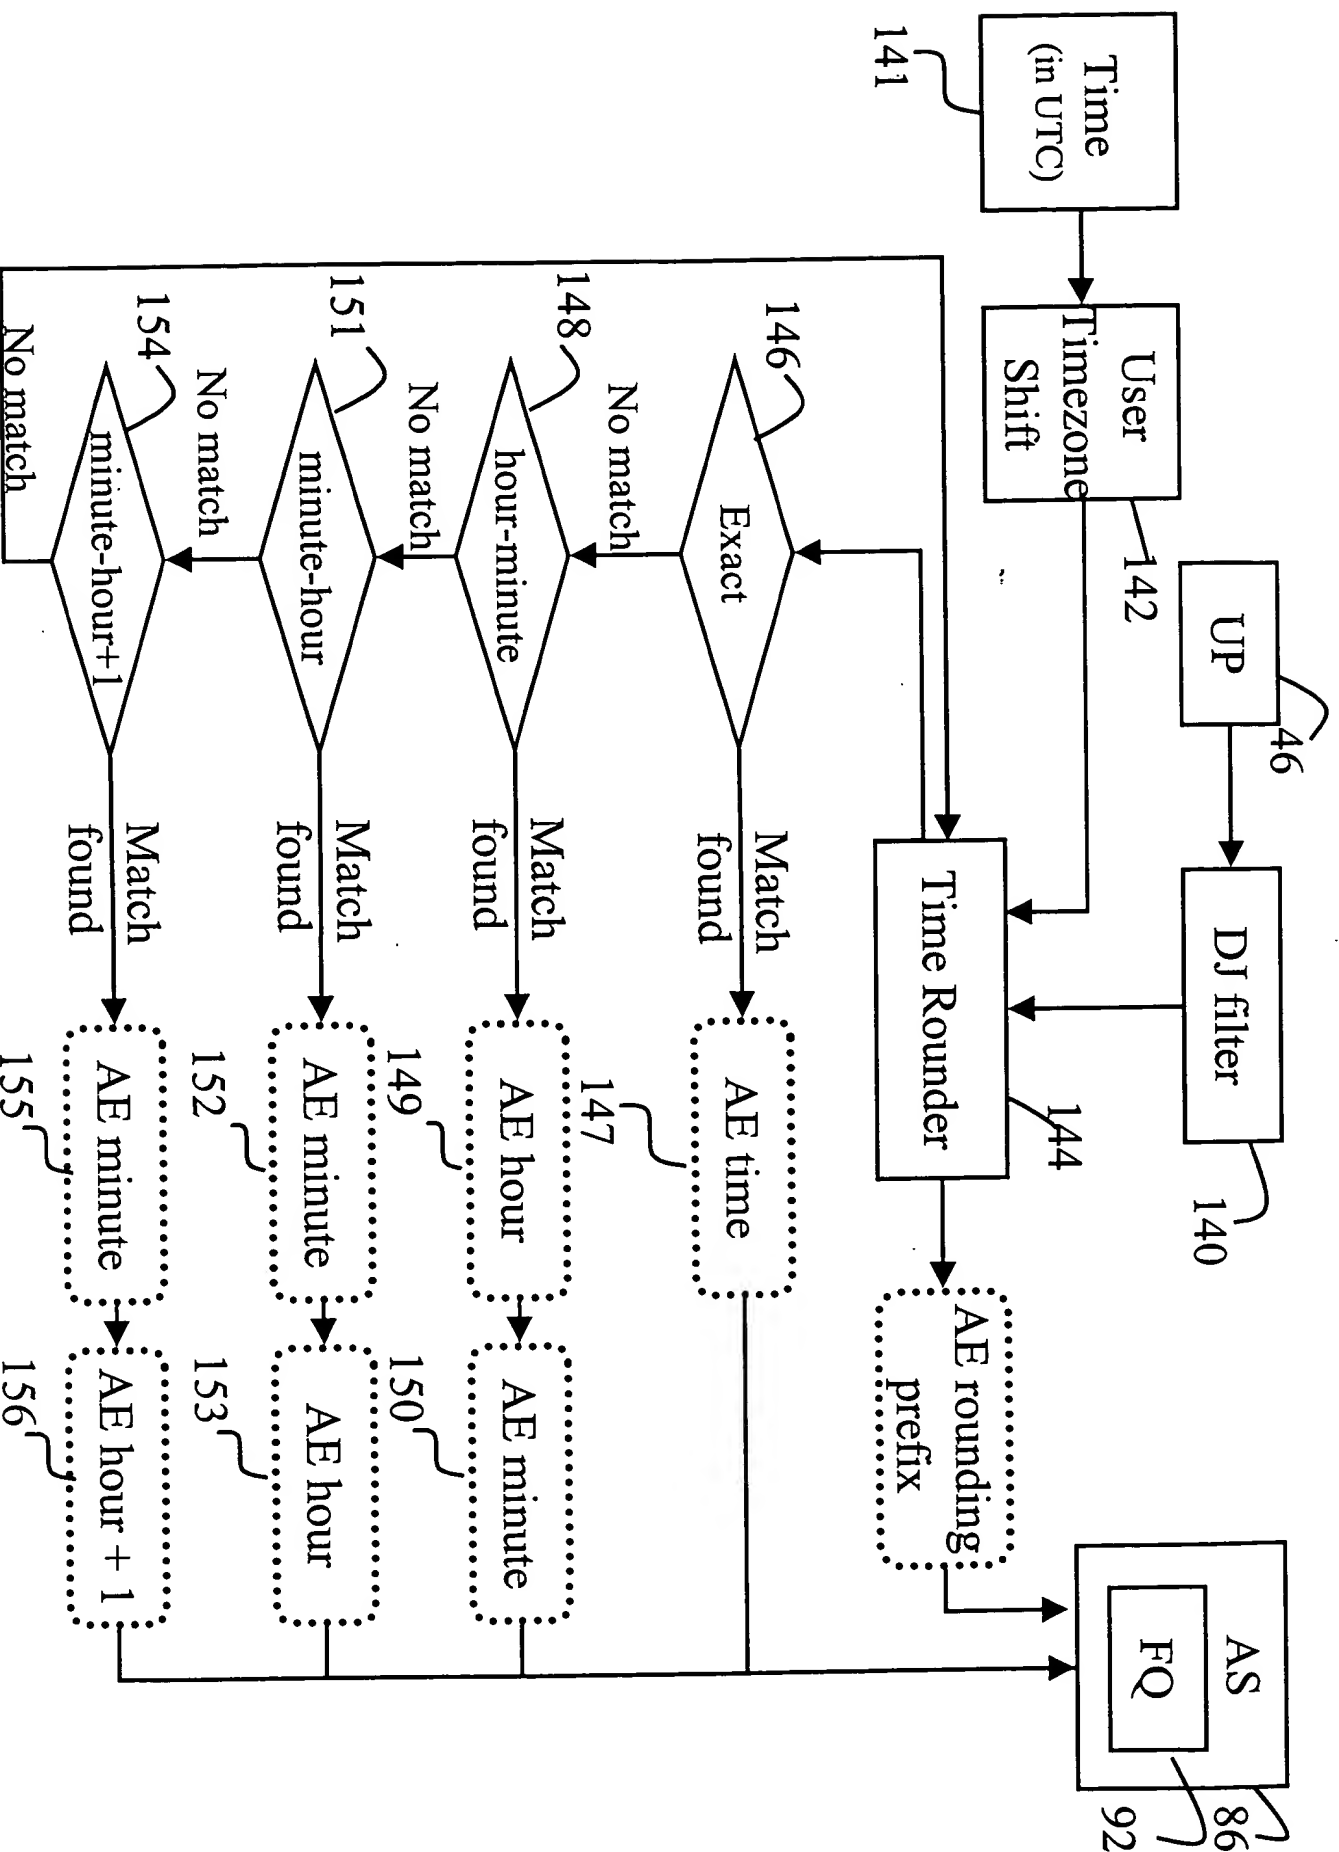 UP
46
DJ filter
140
AS
FQ
86
92
Time
(in UTC)
141
User
Timezone
Shift
142
Time Rounder
144
AE rounding
prefix
146
Exact
Match
found
AE time
147
No match
148
hour-minute
Match
found
AE hour
149
AE minute
150
No match
151
minute-hour
Match
found
AE minute
152
AE hour
153
No match
154
minute-hour+1
Match
found
AE minute
155
AE hour + 1
156
No match